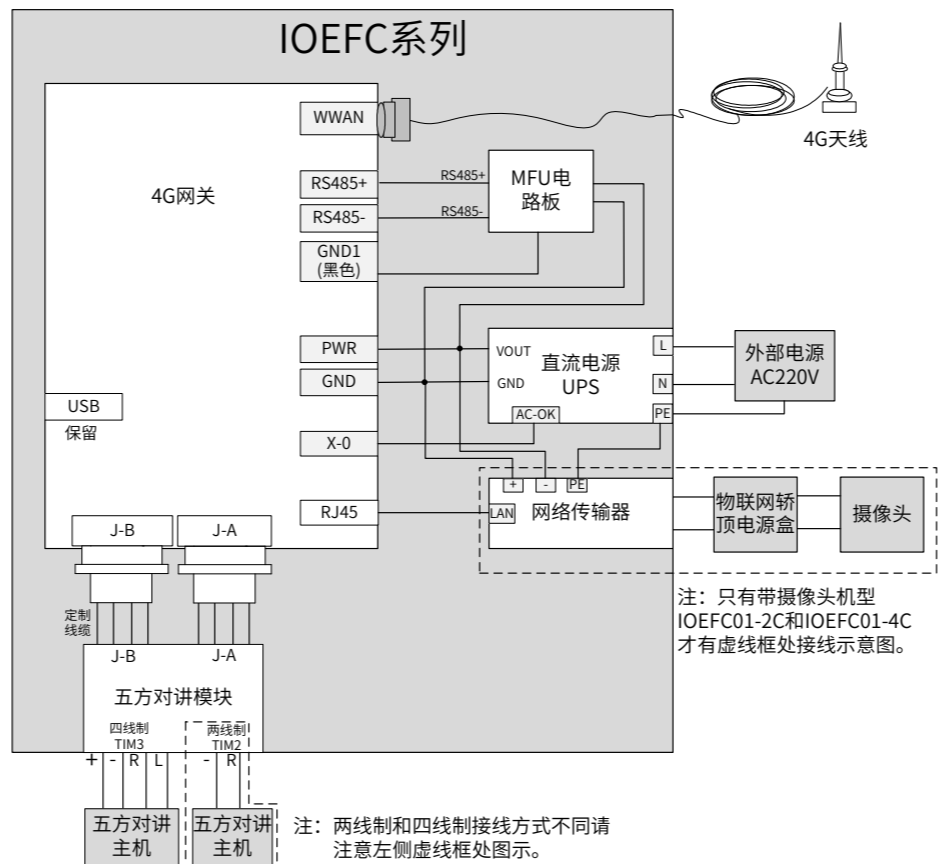 IOEFC系列
WWAN
4G天线
4G网关
RS485+
RS485+
MFU电
路板
RS485-
RS485-
GND1
(黑色)
PWR
VOUT
直流电源
UPS
L
外部电源
AC220V
GND
GND
N
USB
保留
AC-OK
PE
X-0
+
-
PE
RJ45
LAN
网络传输器
物联网轿
顶电源盒
摄像头
J-B
J-A
注：只有带摄像头机型
IOEFC01-2C和IOEFC01-4C
才有虚线框处接线示意图。
定制
线缆
J-B
J-A
五方对讲模块
四线制
TIM3
两线制
TIM2
+ - R L
- R
五方对讲
主机
五方对讲
主机
注：两线制和四线制接线方式不同请
注意左侧虚线框处图示。